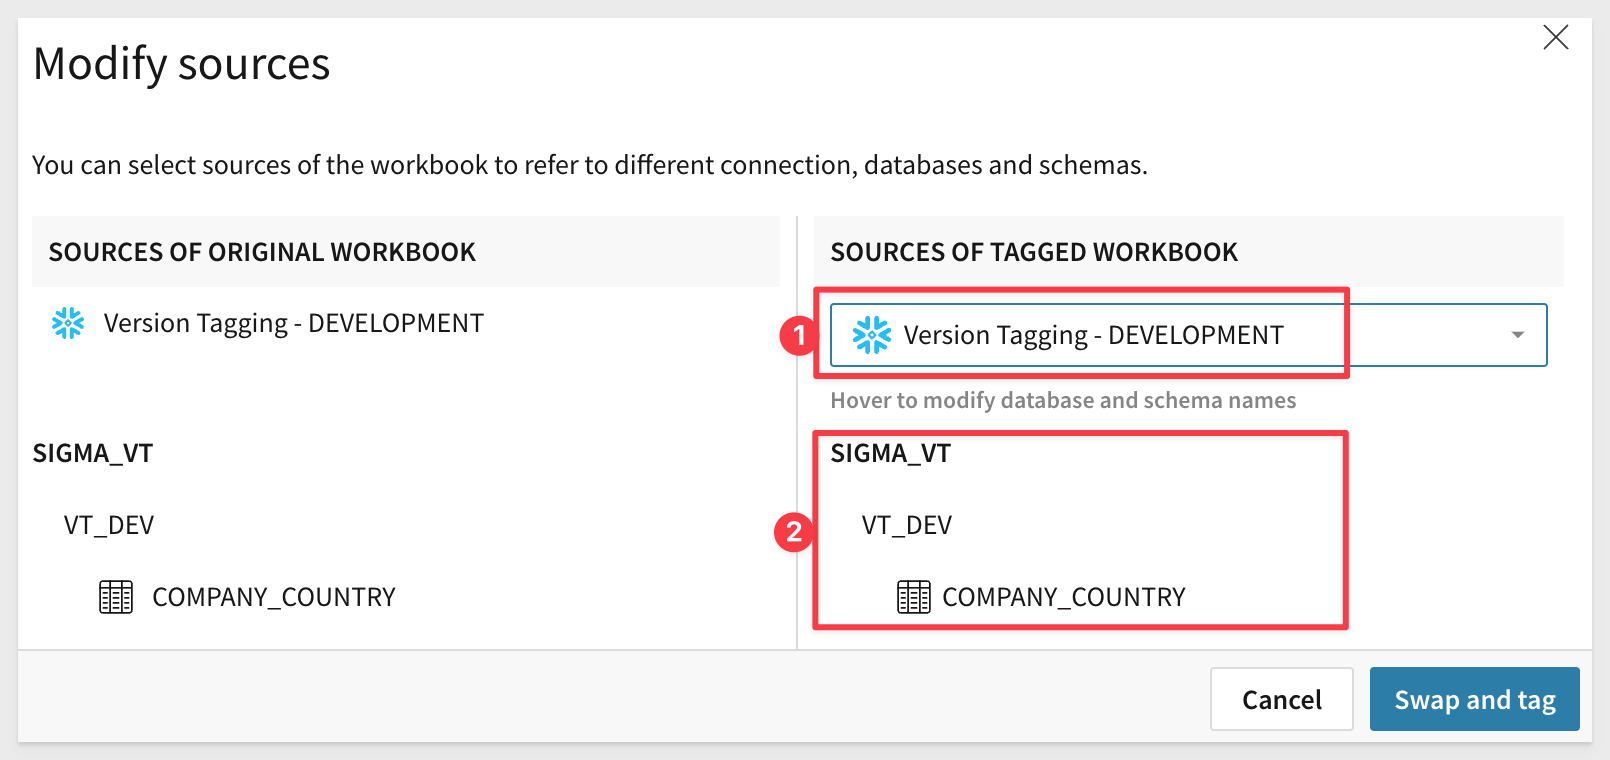 Modify sources
You can select sources of the workbook to refer to different connection, databases and schemas.
SOURCES OF ORIGINAL WORKBOOK
Version Tagging - DEVELOPMENT
SIGMA_VT
VT_DEV
COMPANY_COUNTRY
SOURCES OF TAGGED WORKBOOK
1
Version Tagging - DEVELOPMENT
Hover to modify database and schema names
2
SIGMA_VT
VT_DEV
COMPANY_COUNTRY
Cancel
Swap and tag